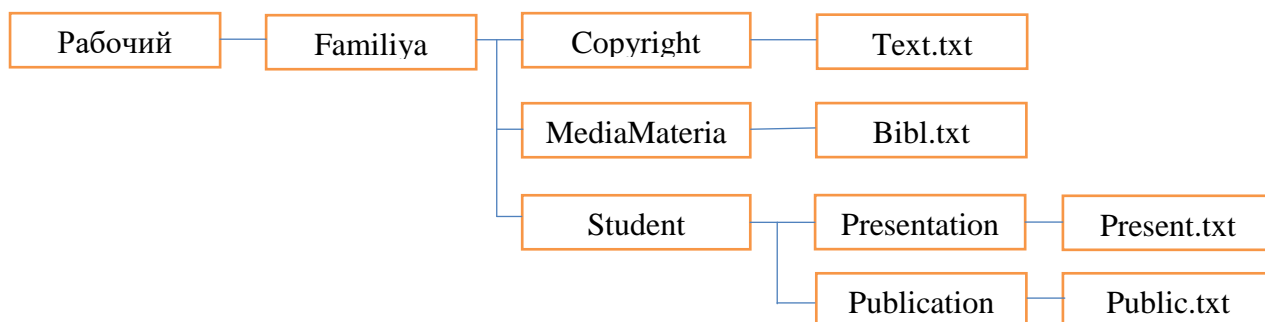 Рабочий
Familiya
Copyright
Text.txt
MediaMateria
Bibl.txt
Student
Presentation
Present.txt
Publication
Public.txt